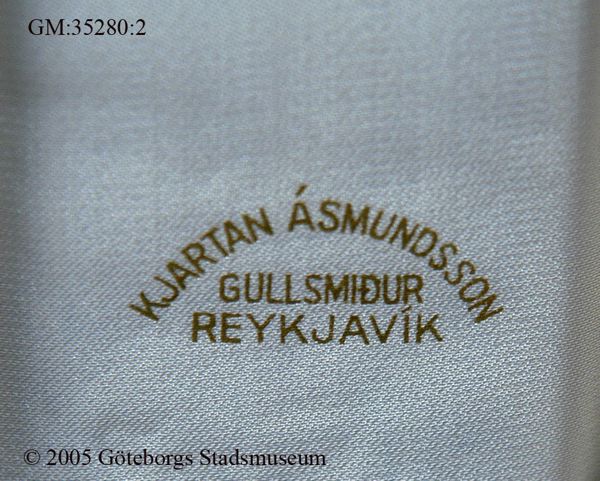 GM:35280:2
KJARTAN ÁSMUNDSSON
GULLSMIÐUR
REYKJAVÍK
© 2005 Göteborgs Stadsmuseum